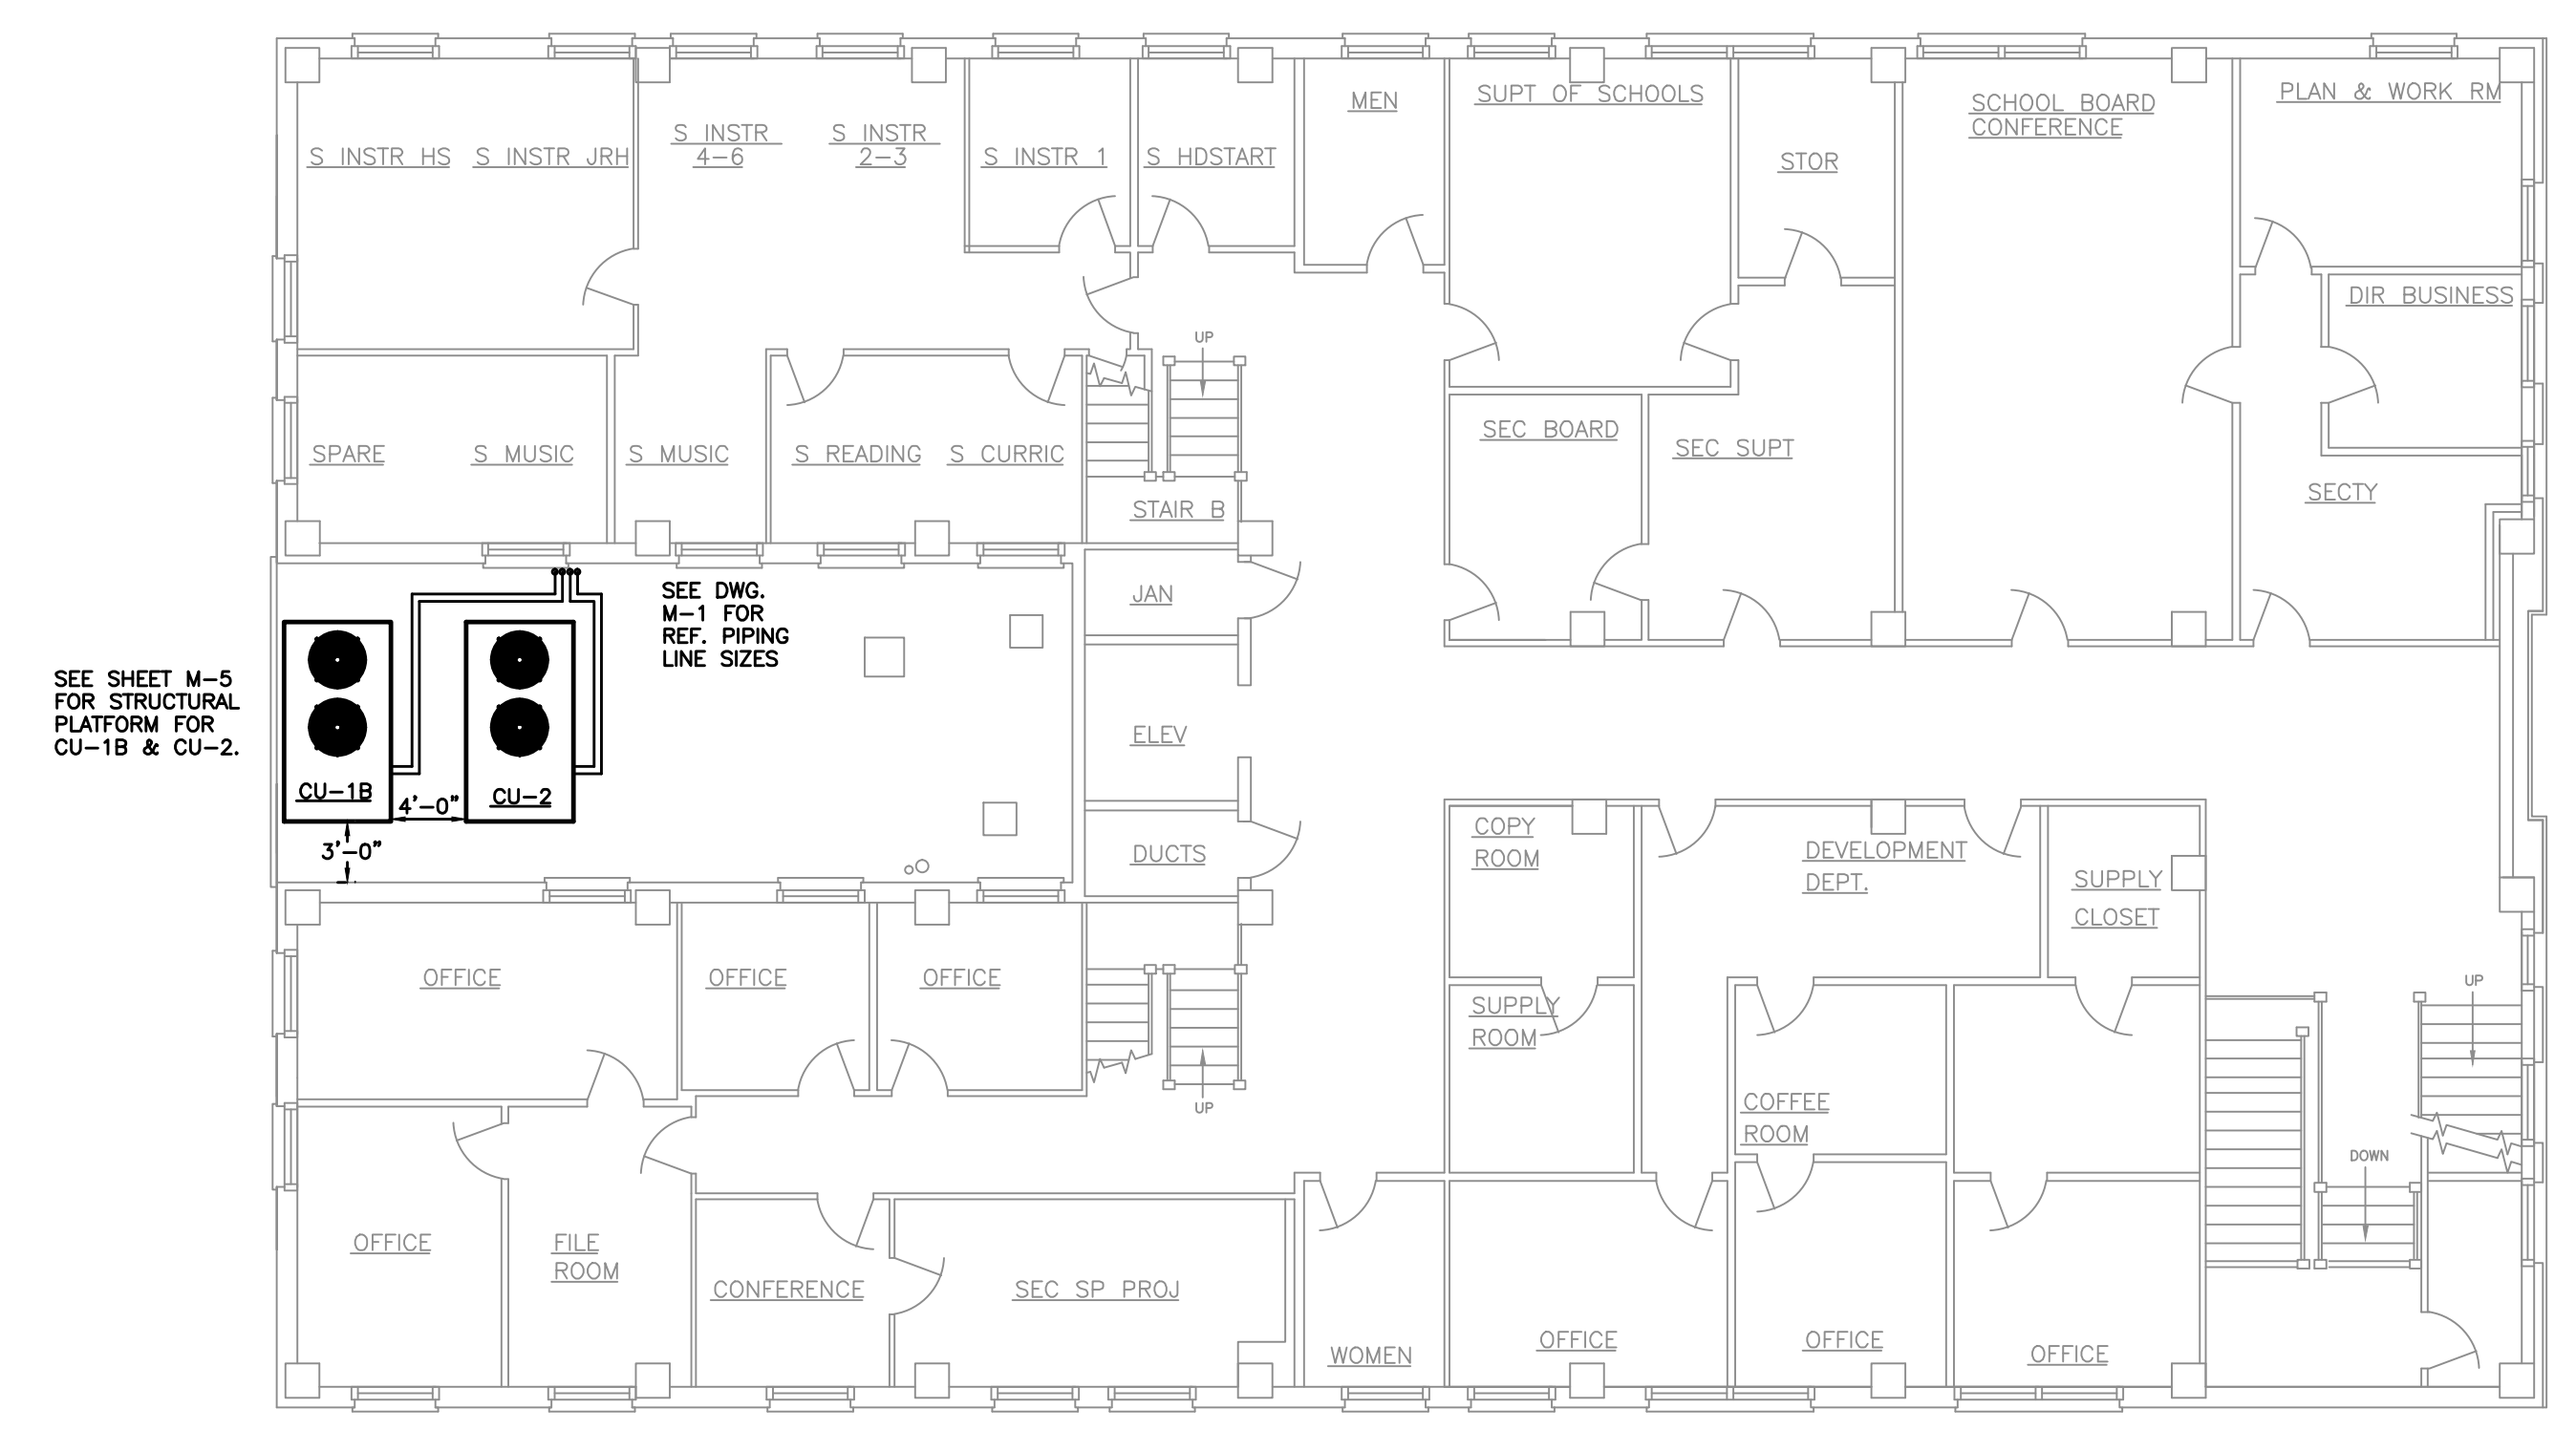 MEN
SUPT OF SCHOOLS
SCHOOL BOARD
CONFERENCE
PLAN & WORK RM
S INSTR HS
S INSTR JRH
S INSTR
4-6
S INSTR
2-3
S INSTR 1
S HDSTART
STOR
DIR BUSINESS
UP
SPARE
S MUSIC
S MUSIC
S READING
S CURRIC
SEC BOARD
SEC SUPT
SECTY
STAIR B
JAN
SEE DWG.
M-1 FOR
REF. PIPING
LINE SIZES
SEE SHEET M-5
FOR STRUCTURAL
PLATFORM FOR
CU-1B & CU-2.
ELEV
CU-1B
4'-0"
CU-2
3'-0"
DUCTS
COPY
ROOM
DEVELOPMENT
DEPT.
SUPPLY
CLOSET
OFFICE
OFFICE
OFFICE
SUPPLY
ROOM
UP
UP
COFFEE
ROOM
DOWN
OFFICE
FILE
ROOM
CONFERENCE
SEC SP PROJ
WOMEN
OFFICE
OFFICE
OFFICE